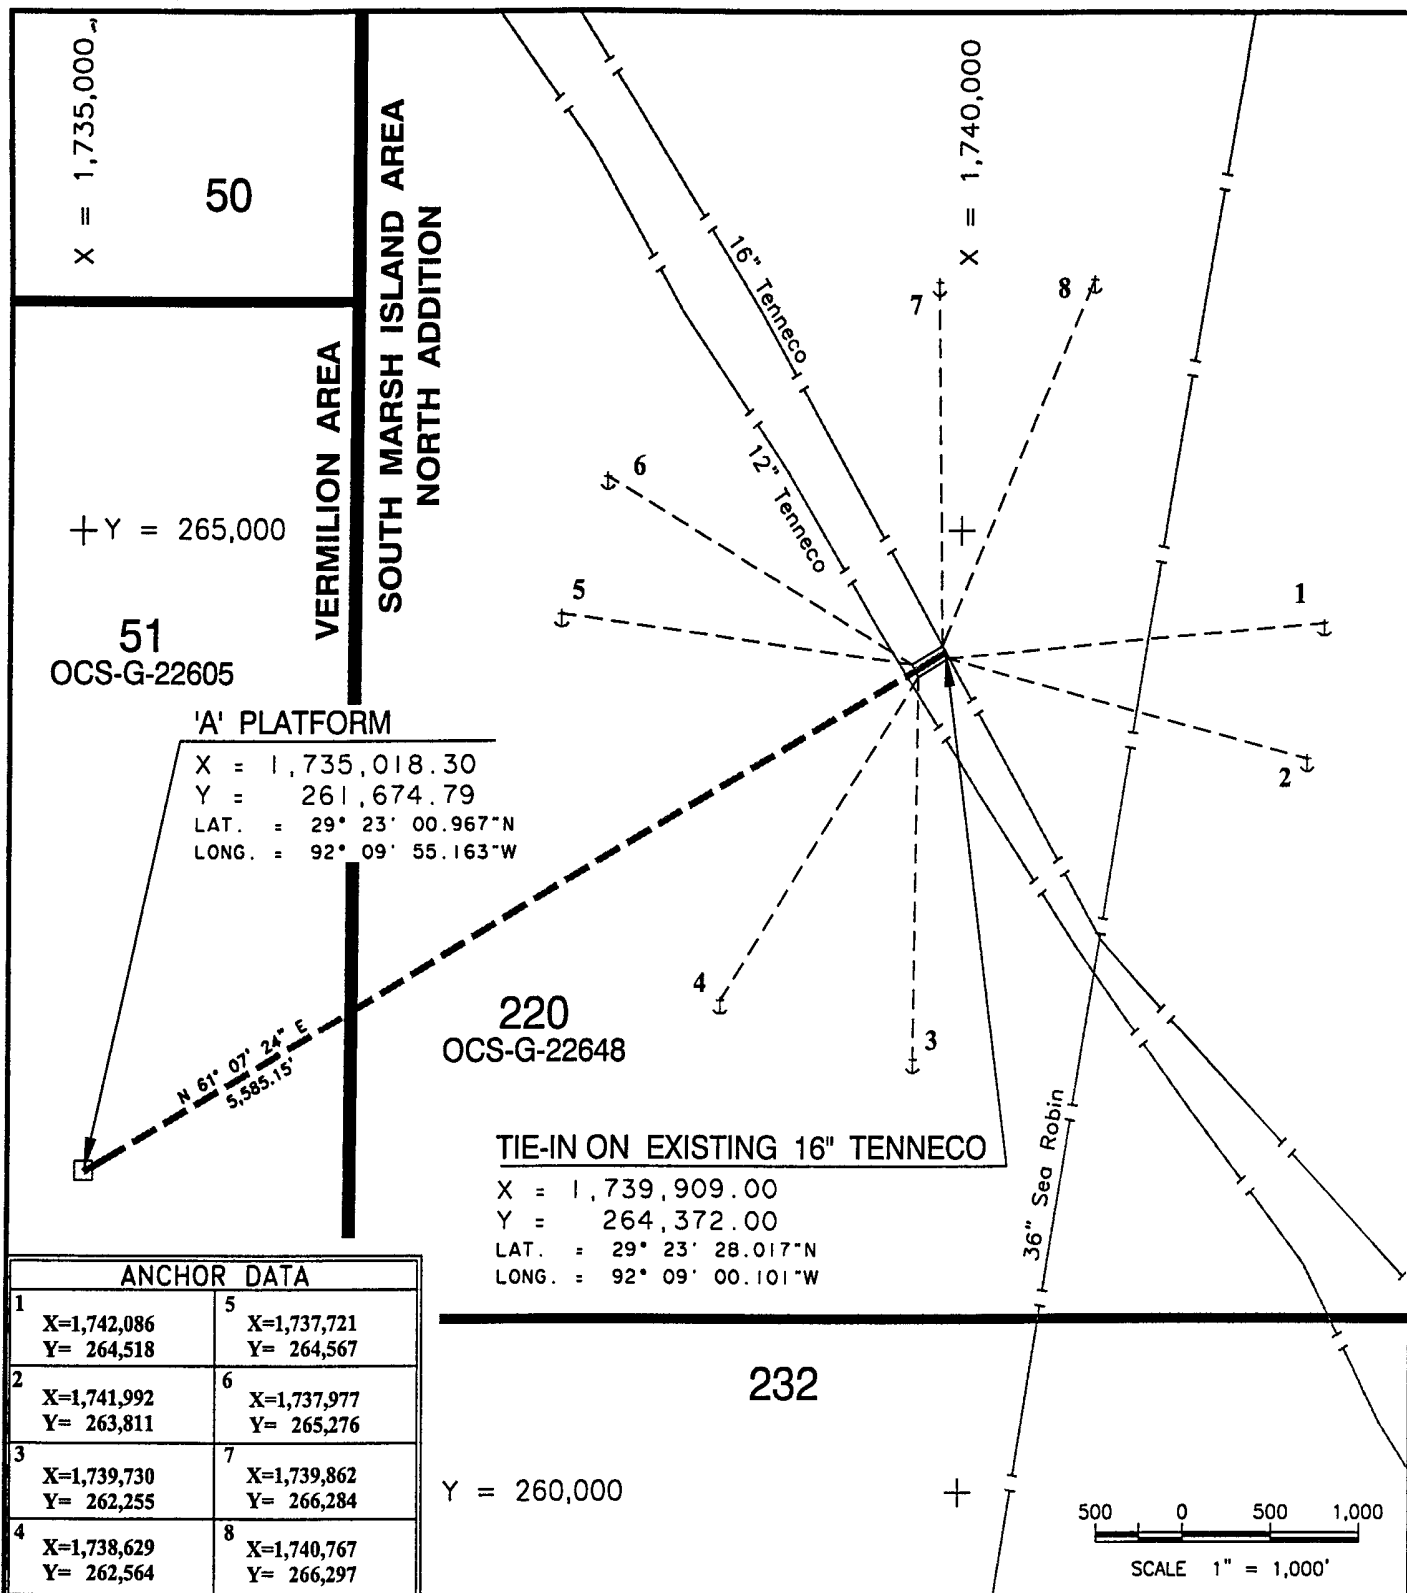 X = 1,735,000
50
VERMILION AREA
SOUTH MARSH ISLAND AREA
NORTH ADDITION
X = 1,740,000
16" Tenneco
12" Tenneco
7
8
6
5
1
2
4
3
Y = 265,000
51
OCS-G-22605
'A' PLATFORM
X = 1,735,018.30
Y = 261,674.79
LAT. = 29° 23' 00.967"N
LONG. = 92° 09' 55.163"W
N 61° 07' 24" E
5,585.15'
220
OCS-G-22648
TIE-IN ON EXISTING 16" TENNECO
X = 1,739,909.00
Y = 264,372.00
LAT. = 29° 23' 28.017"N
LONG. = 92° 09' 00.101"W
36" Sea Robin
ANCHOR DATA
1
X=1,742,086
Y= 264,518
5
X=1,737,721
Y= 264,567
2
X=1,741,992
Y= 263,811
6
X=1,737,977
Y= 265,276
3
X=1,739,730
Y= 262,255
7
X=1,739,862
Y= 266,284
4
X=1,738,629
Y= 262,564
8
X=1,740,767
Y= 266,297
232
Y = 260,000
500 0 500 1,000
SCALE 1" = 1,000'